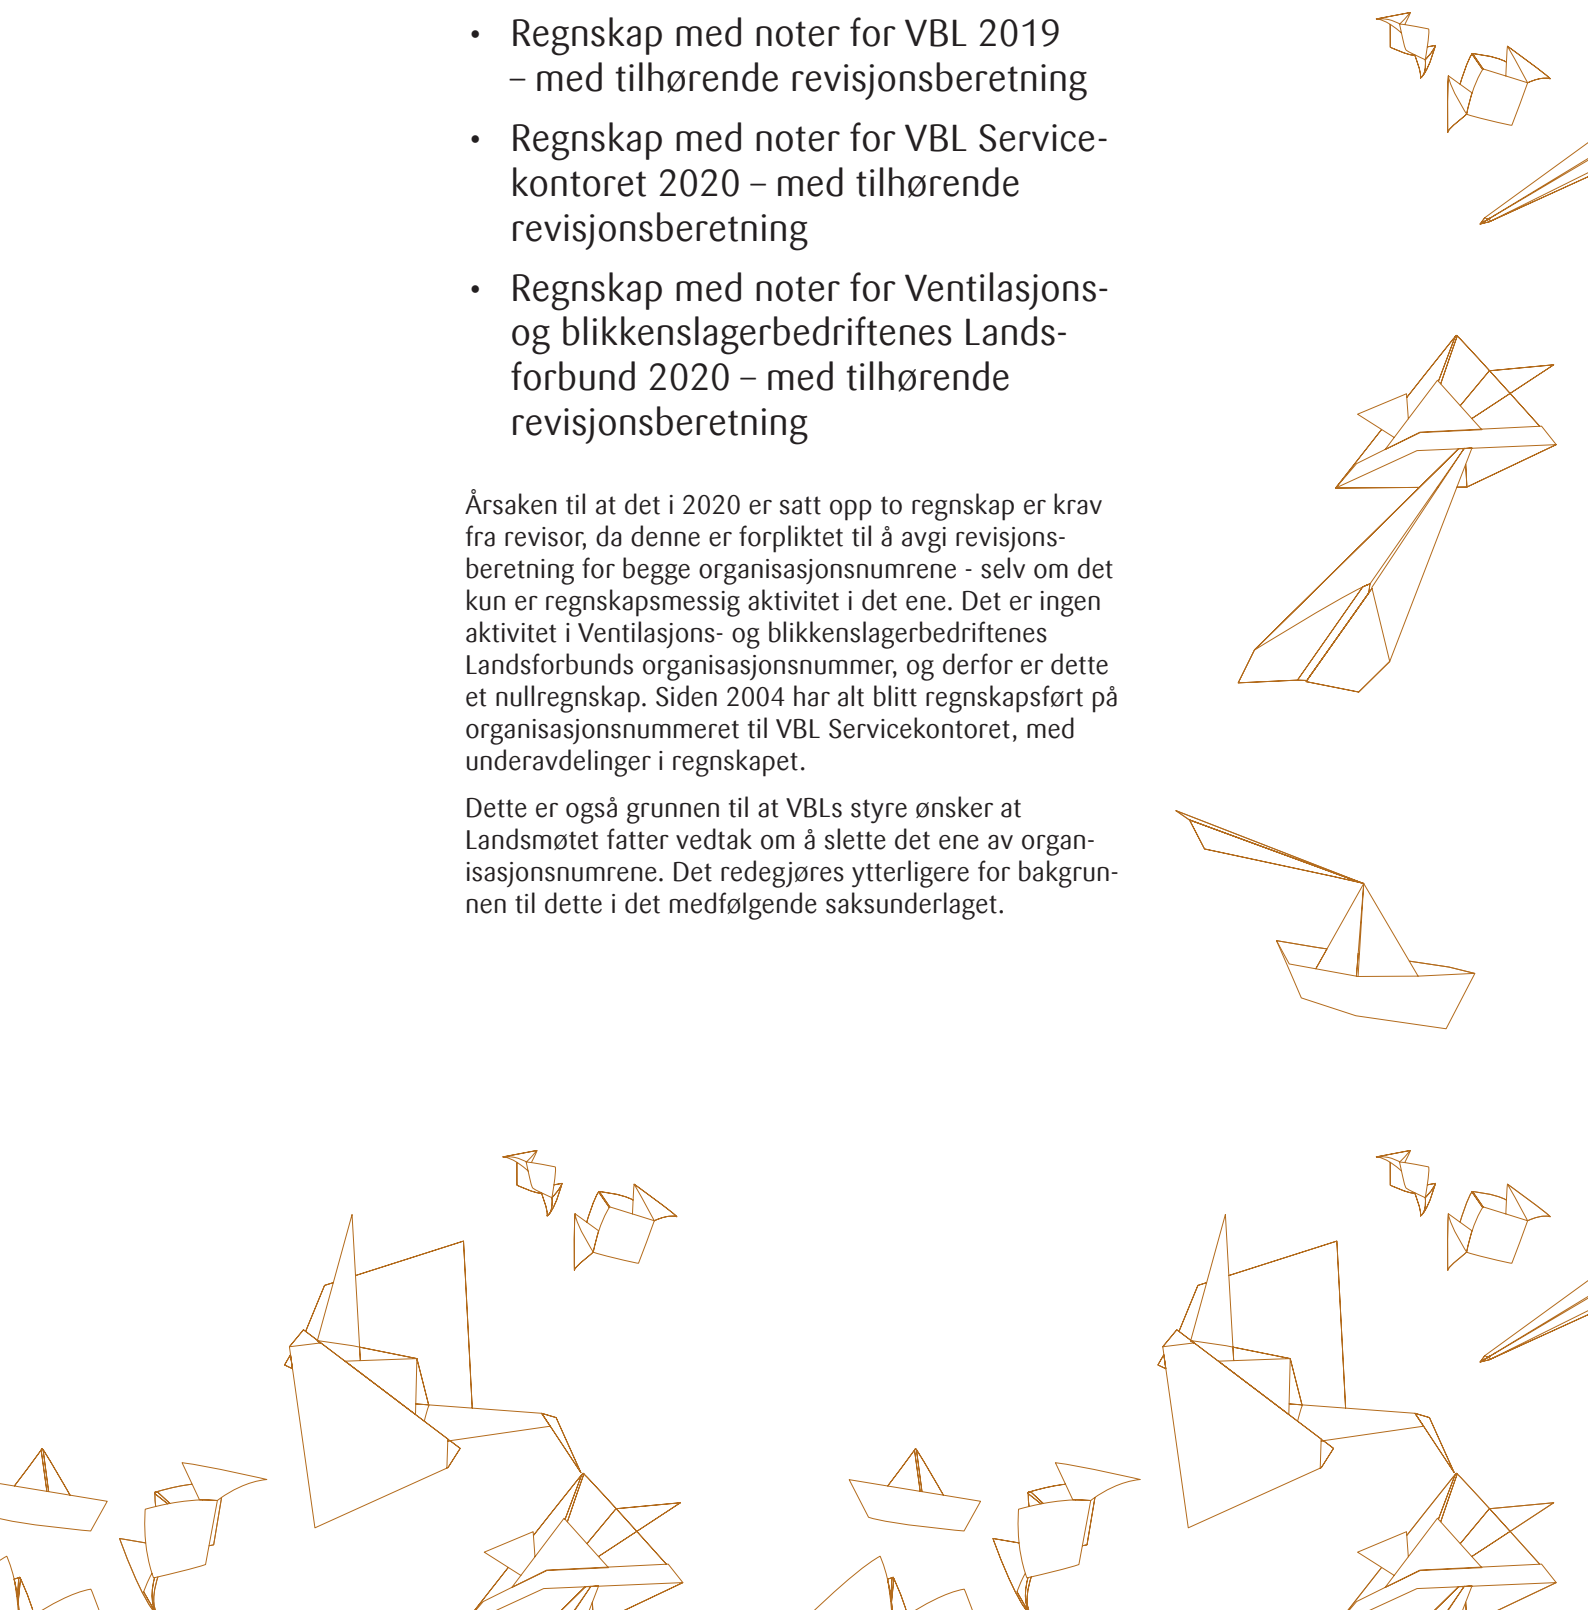 • Regnskap med noter for VBL 2019
– med tilhørende revisjonsberetning
• Regnskap med noter for VBL Service-
kontoret 2020 – med tilhørende
revisjonsberetning
• Regnskap med noter for Ventilasjons-
og blikkenslagerbedriftenes Lands-
forbund 2020 – med tilhørende
revisjonsberetning
Årsaken til at det i 2020 er satt opp to regnskap er krav
fra revisor, da denne er forpliktet til å avgi revisjons-
beretning for begge organisasjonsnumrene - selv om det
kun er regnskapsmessig aktivitet i det ene. Det er ingen
aktivitet i Ventilasjons- og blikkenslagerbedriftenes
Landsforbunds organisasjonsnummer, og derfor er dette
et nullregnskap. Siden 2004 har alt blitt regnskapsført på
organisasjonsnummeret til VBL Servicekontoret, med
underavdelinger i regnskapet.
Dette er også grunnen til at VBLs styre ønsker at
Landsmøtet fatter vedtak om å slette det ene av organ-
isasjonsnumrene. Det redegjøres ytterligere for bakgrun-
nen til dette i det medfølgende saksunderlaget.